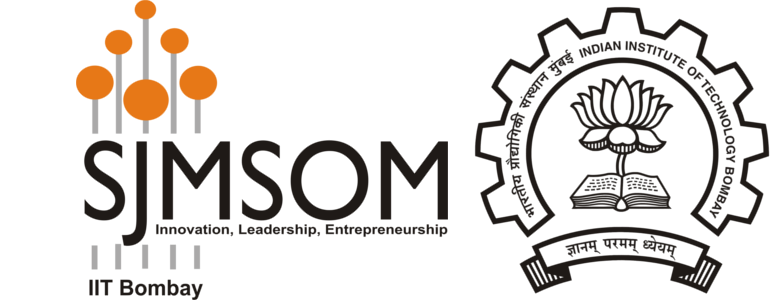 SJMSOM
Innovation, Leadership, Entrepreneurship
IIT Bombay
भारतीय प्रौद्योगिकी संस्थान मुंबई INDIAN INSTITUTE OF TECHNOLOGY BOMBAY
ज्ञानम् परमम् ध्येयम्